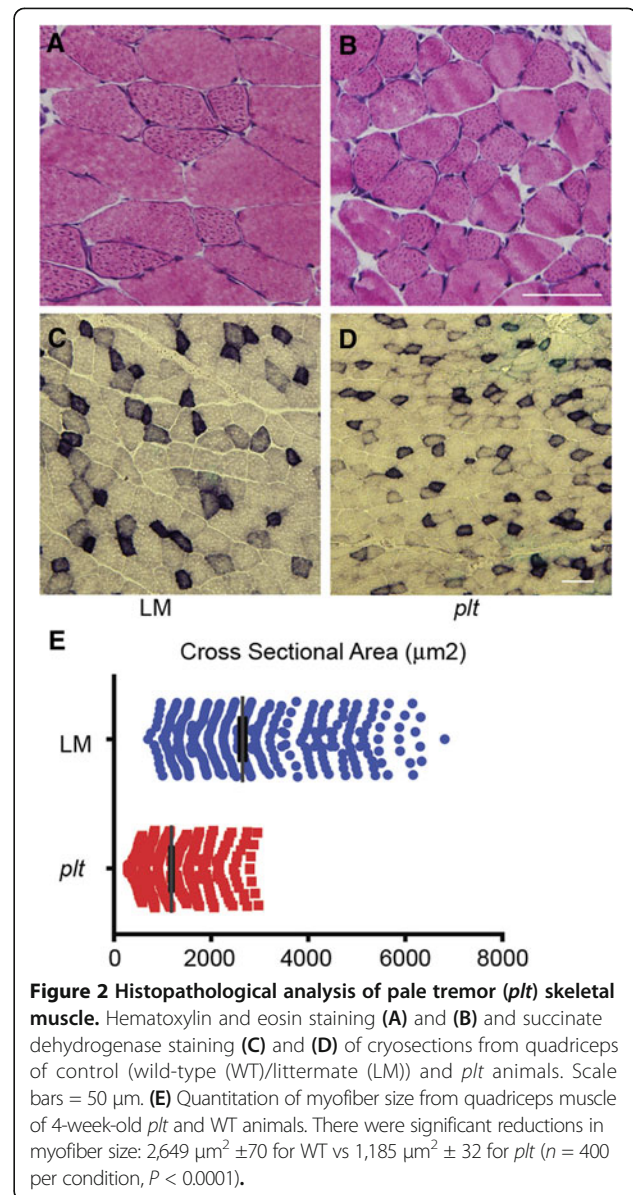 A
B
C
D
LM
plt
E
Cross Sectional Area (μm2)
LM
plt
0 2000 4000 6000 8000
Figure 2 Histopathological analysis of pale tremor (plt) skeletal
muscle. Hematoxylin and eosin staining (A) and (B) and succinate
dehydrogenase staining (C) and (D) of cryosections from quadriceps
of control (wild-type (WT)/littermate (LM)) and plt animals. Scale
bars = 50 μm. (E) Quantitation of myofiber size from quadriceps muscle
of 4-week-old plt and WT animals. There were significant reductions in
myofiber size: 2,649 μm² ±70 for WT vs 1,185 μm² ± 32 for plt (n = 400
per condition, P < 0.0001).